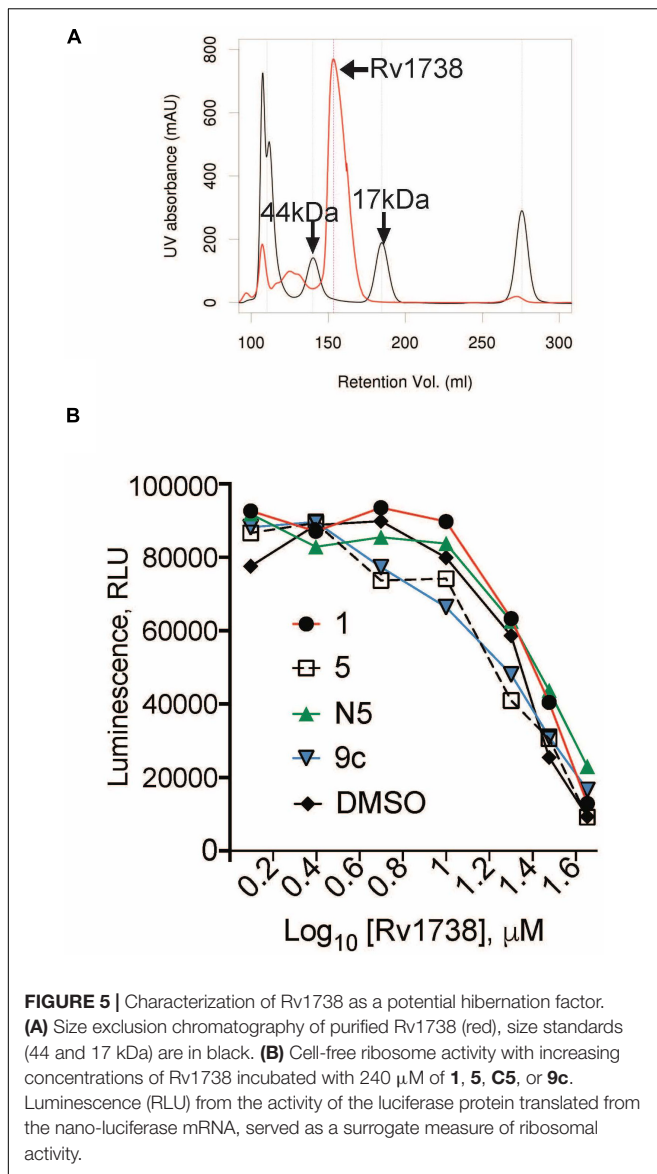 A
800
600
400
200
0
UV absorbance (mAU)
Rv1738
44kDa
17kDa
100
150
200
250
300
Retention Vol. (ml)
B
100000
80000
60000
40000
20000
0
Luminescence, RLU
1
5
N5
9c
DMSO
0.2
0.4
0.6
0.8
1
1.2
1.4
1.6
Log10 [Rv1738], μM
FIGURE 5 | Characterization of Rv1738 as a potential hibernation factor.
(A) Size exclusion chromatography of purified Rv1738 (red), size standards
(44 and 17 kDa) are in black. (B) Cell-free ribosome activity with increasing
concentrations of Rv1738 incubated with 240 μM of 1, 5, C5, or 9c.
Luminescence (RLU) from the activity of the luciferase protein translated from
the nano-luciferase mRNA, served as a surrogate measure of ribosomal
activity.